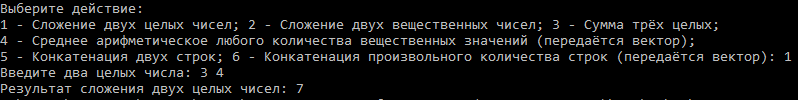 Выберите действие:
1 - Сложение двух целых чисел; 2 - Сложение двух вещественных чисел; 3 - Сумма трёх целых;
4 - Среднее арифметическое любого количества вещественных значений (передаётся вектор);
5 - Конкатенация двух строк; 6 - Конкатенация произвольного количества строк (передаётся вектор): 1
Введите два целых числа: 3 4
Результат сложения двух целых чисел: 7